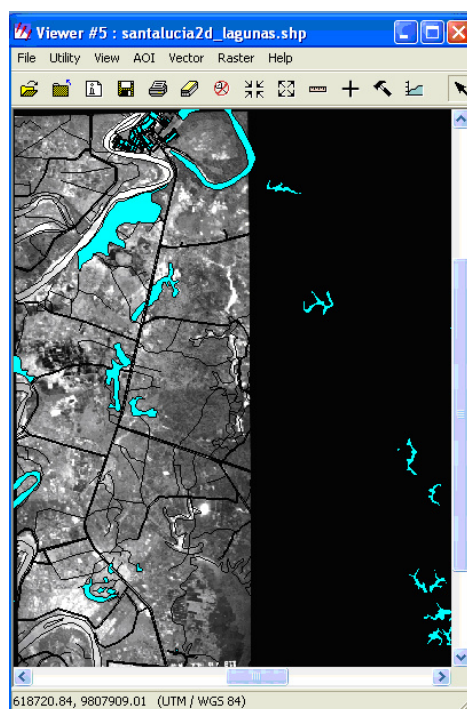 Viewer #5 : santalucia2d_lagunas.shp
File Utility View AOI Vector Raster Help
618720.84, 9807909.01 (UTM / WGS 84)